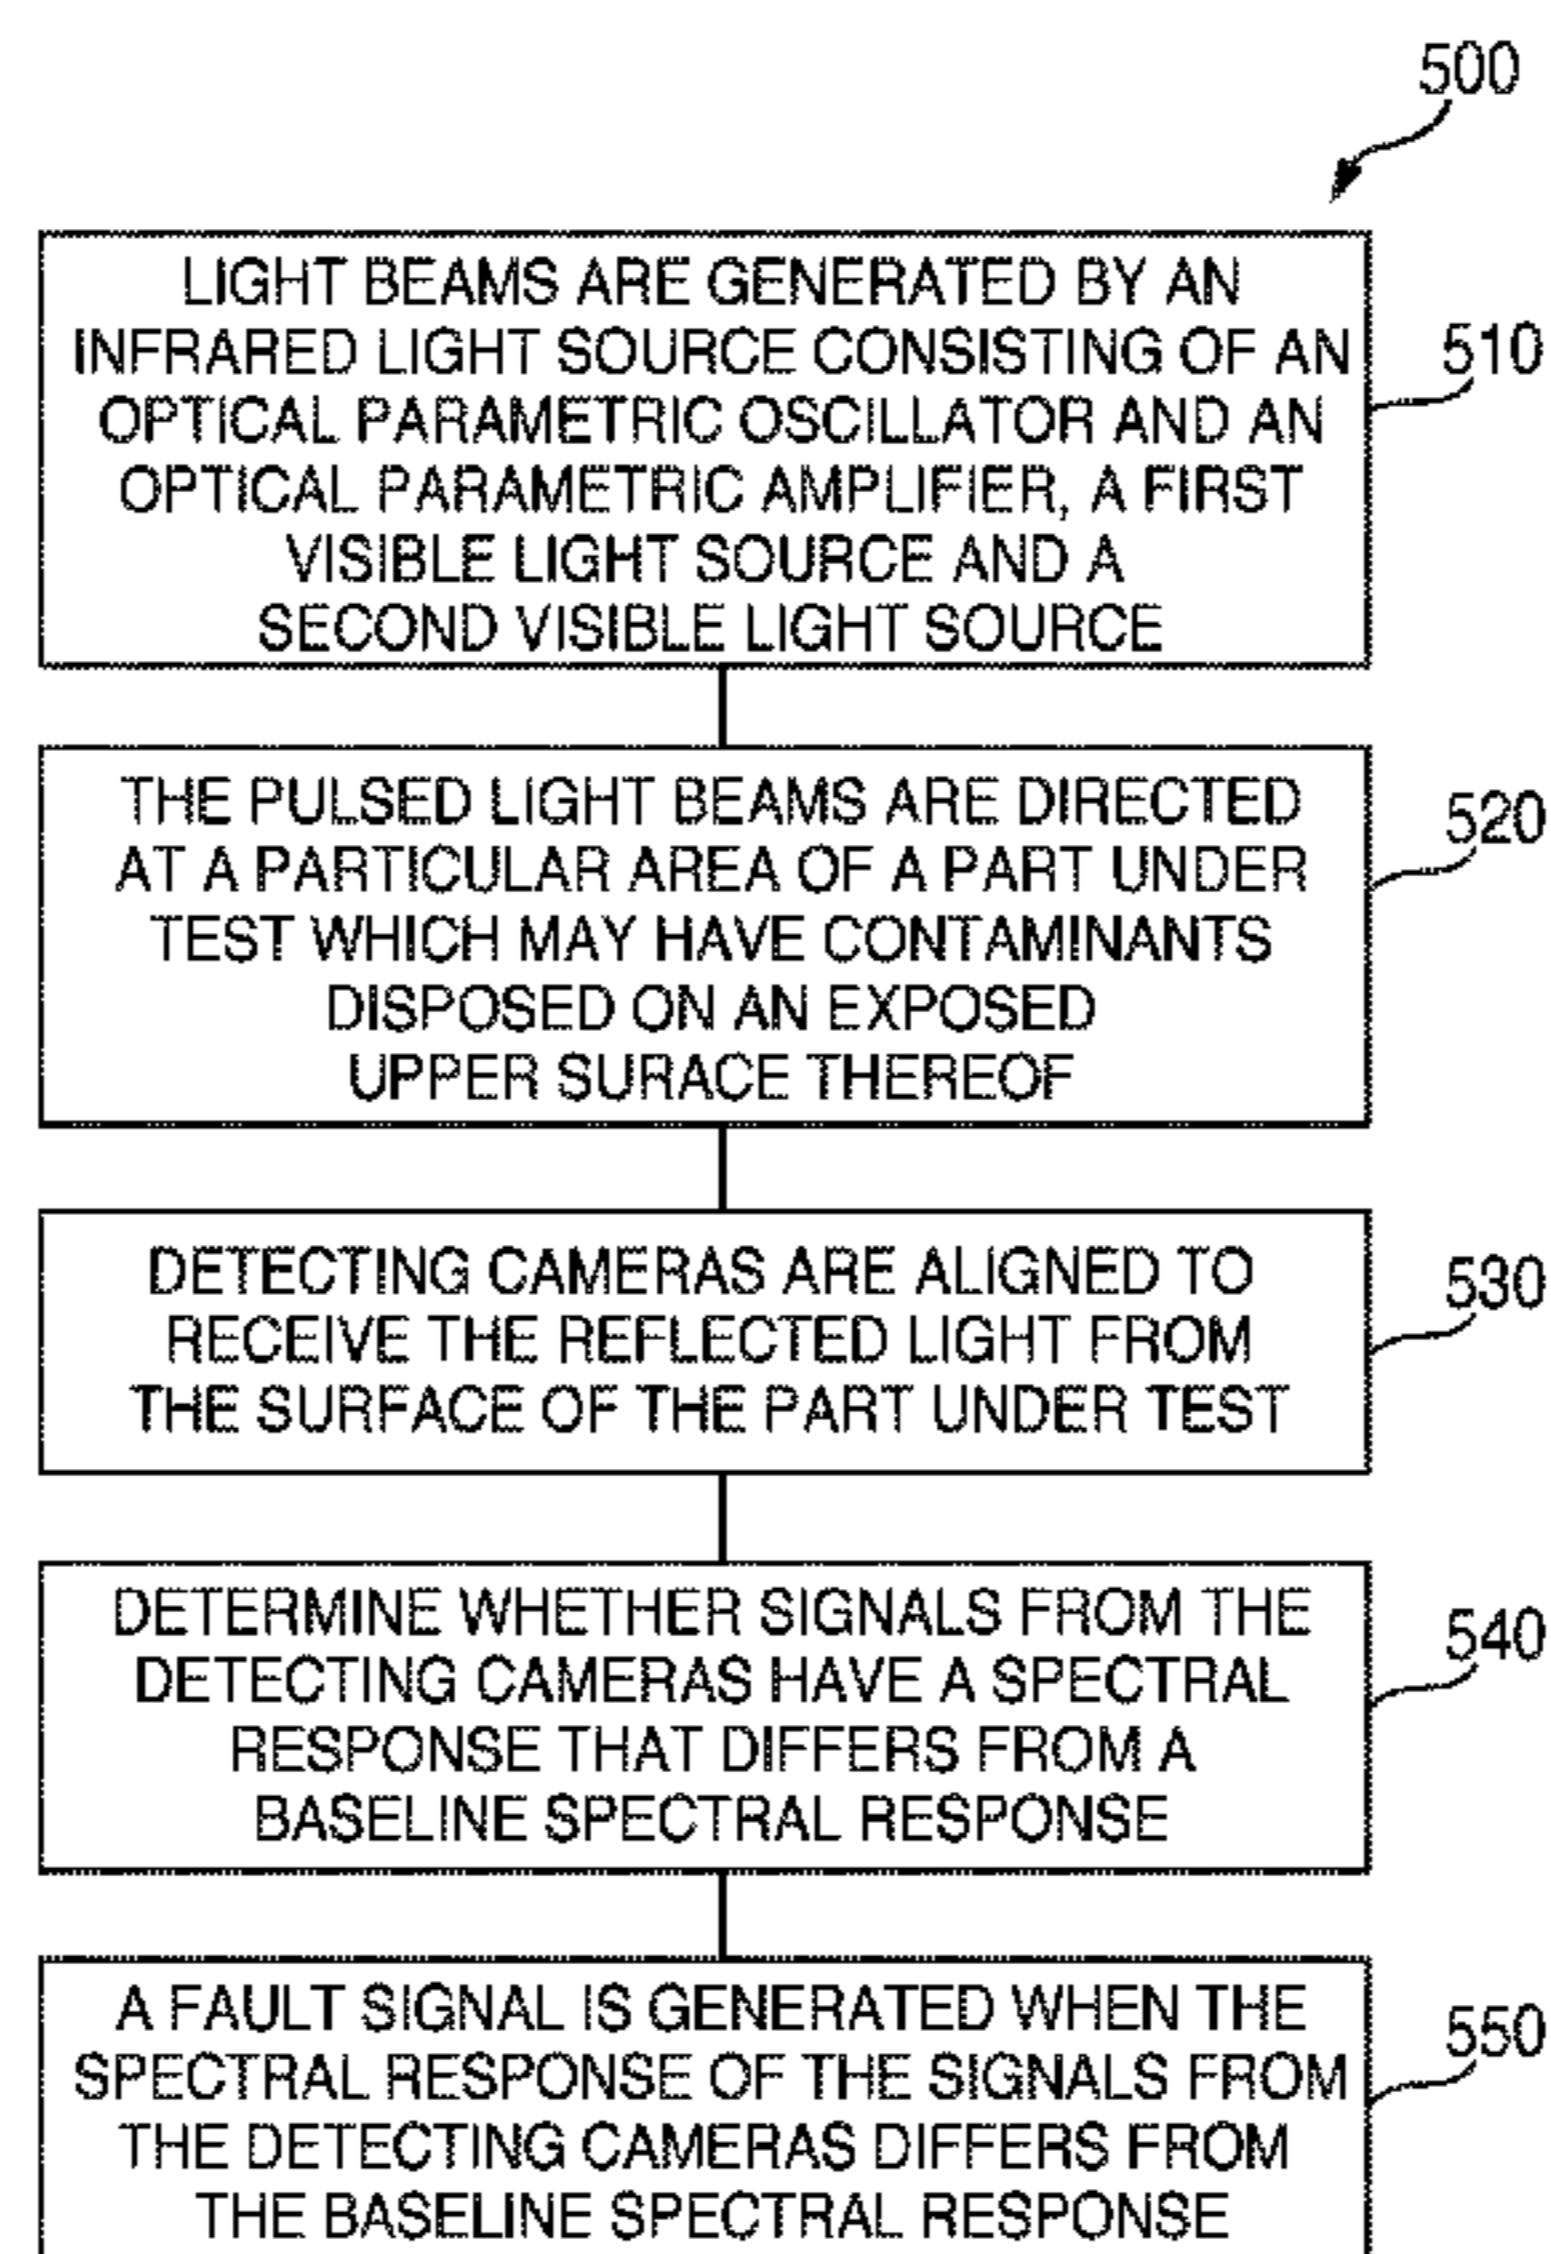 500
LIGHT BEAMS ARE GENERATED BY AN
INFRARED LIGHT SOURCE CONSISTING OF AN
OPTICAL PARAMETRIC OSCILLATOR AND AN
OPTICAL PARAMETRIC AMPLIFIER, A FIRST
VISIBLE LIGHT SOURCE AND A
SECOND VISIBLE LIGHT SOURCE
510
THE PULSED LIGHT BEAMS ARE DIRECTED
AT A PARTICULAR AREA OF A PART UNDER
TEST WHICH MAY HAVE CONTAMINANTS
DISPOSED ON AN EXPOSED
UPPER SURACE THEREOF
520
DETECTING CAMERAS ARE ALIGNED TO
RECEIVE THE REFLECTED LIGHT FROM
THE SURFACE OF THE PART UNDER TEST
530
DETERMINE WHETHER SIGNALS FROM THE
DETECTING CAMERAS HAVE A SPECTRAL
RESPONSE THAT DIFFERS FROM A
BASELINE SPECTRAL RESPONSE
540
A FAULT SIGNAL IS GENERATED WHEN THE
SPECTRAL RESPONSE OF THE SIGNALS FROM
THE DETECTING CAMERAS DIFFERS FROM
THE BASELINE SPECTRAL RESPONSE
550